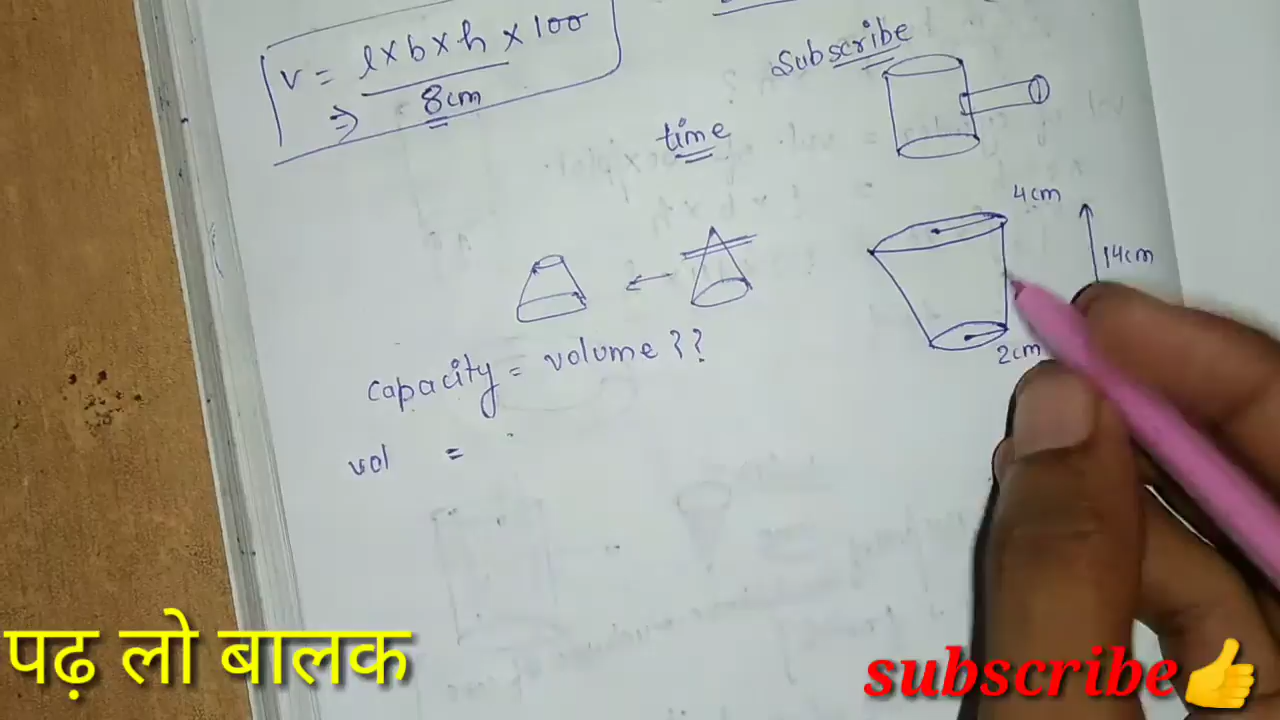 v = l×b×h × 100
⇒ 8cm
Subscribe
time
4cm
14cm
2cm
capacity = volume ??
vol =
पढ़ लो बालक
subscribe👍